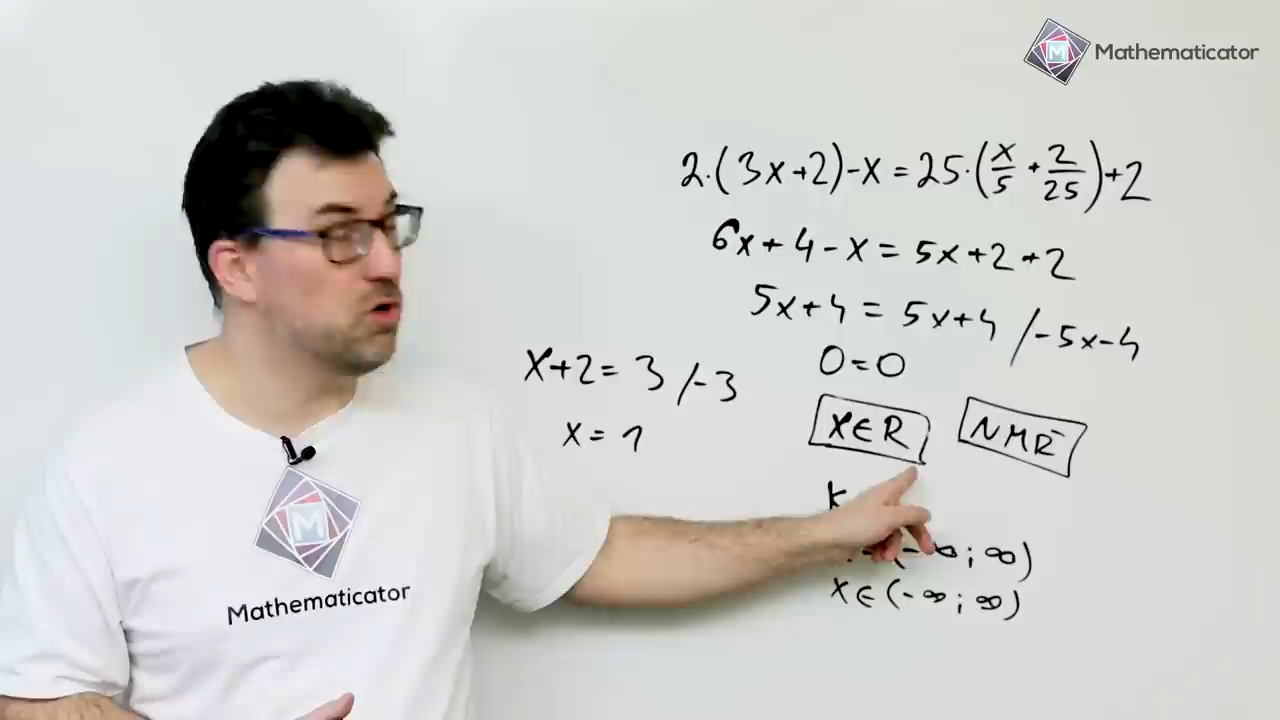 Mathematicator
2·(3x+2)-x=25·(x/5+2/25)+2
6x+4-x=5x+2+2
5x+4=5x+4 /-5x-4
0=0
x+2=3 /-3
x=1
x∈R
NMŘ
K
(-∞;∞)
x∈(-∞;∞)
M
Mathematicator